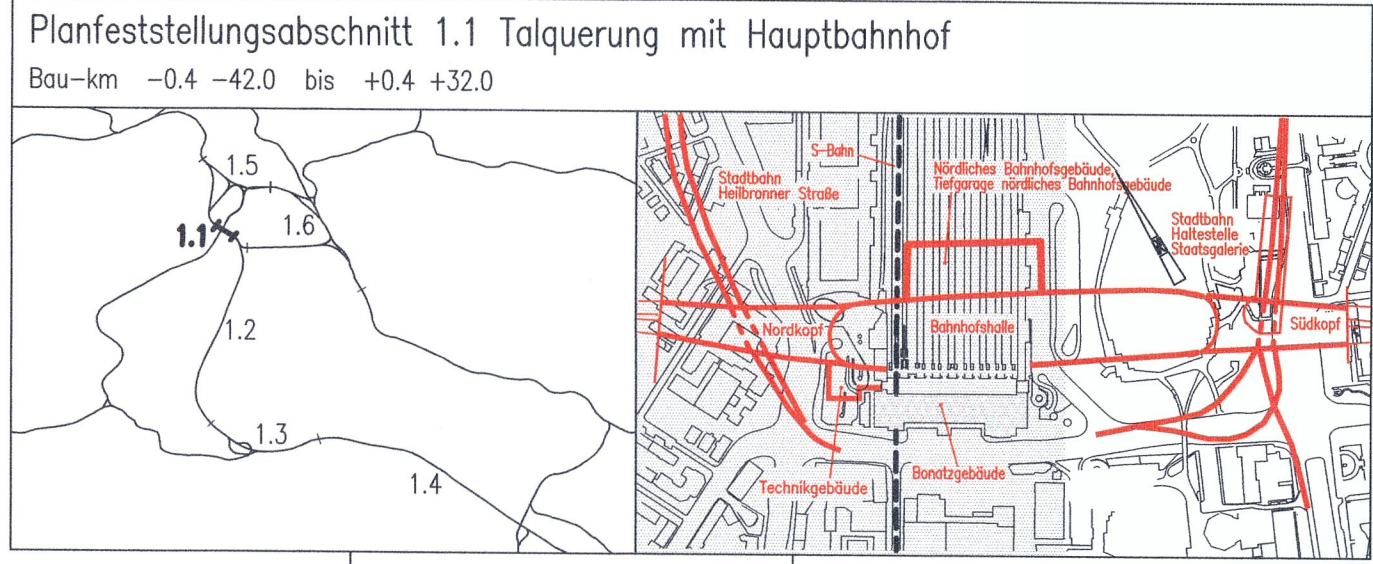 Planfeststellungsabschnitt 1.1 Talquerung mit Hauptbahnhof
Bau-km -0.4 -42.0 bis +0.4 +32.0
1.5
1.6
1.1
1.2
1.3
1.4
S-Bahn
Stadtbahn
Heilbronner Straße
Nördliches Bahnhofsgebäude,
Tiefgarage nördliches Bahnhofsgebäude
Stadtbahn
Haltestelle
Staatsgalerie
Nordkopf
Bahnhofshalle
Südkopf
Technikgebäude
Bonatzgebäude